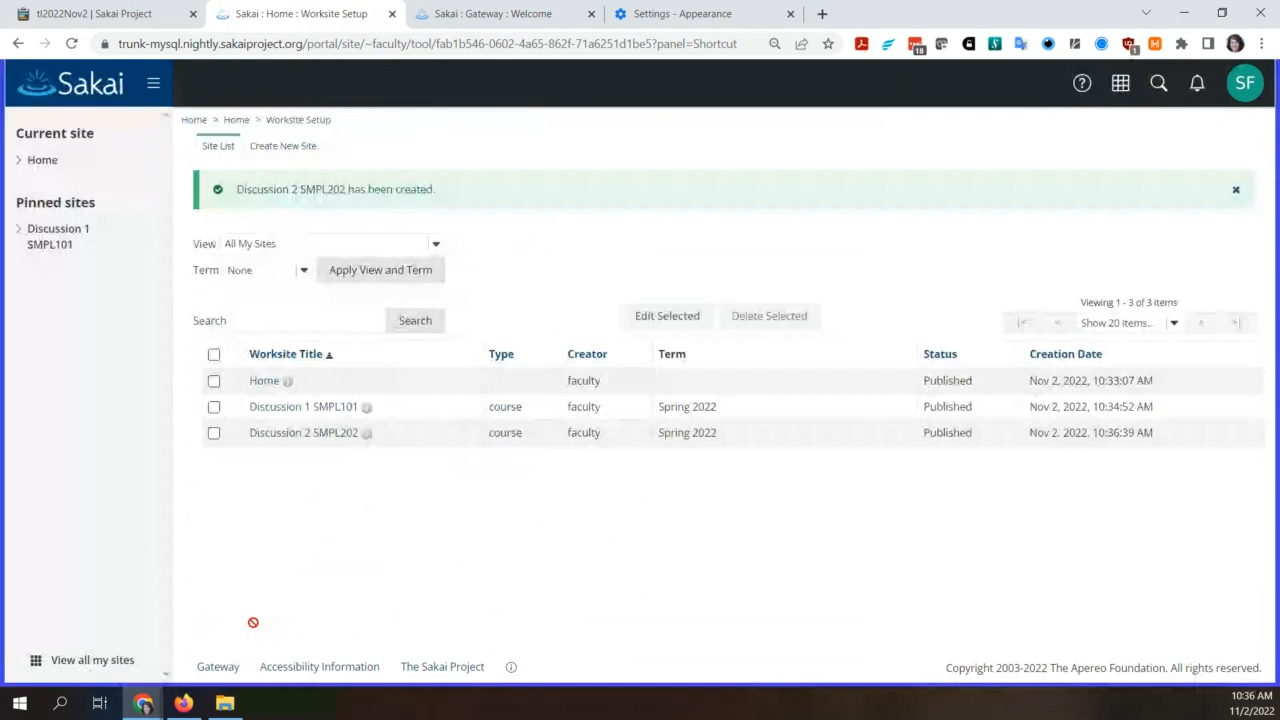 tl2022Nov2 | Sakai Project
Sakai : Home : Worksite Setup
Sakai : Gateway : Welcome
Settings - Appearance
trunk-mysql.nightly.sakaiproject.org/portal/site/~faculty/tool/fab1b546-0602-4a65-862f-71a6251d1be5?panel=Shortcut
18
1
Sakai
SF
Current site
Home
Pinned sites
Discussion 1
SMPL101
View all my sites
Home > Home > Worksite Setup
Site List Create New Site
Discussion 2 SMPL202 has been created.
View All My Sites
Term None Apply View and Term
Viewing 1 - 3 of 3 items
Search Search Edit Selected Delete Selected |< < Show 20 items... > >|
Worksite Title Type Creator Term Status Creation Date
Home faculty Published Nov 2, 2022, 10:33:07 AM
Discussion 1 SMPL101 course faculty Spring 2022 Published Nov 2, 2022, 10:34:52 AM
Discussion 2 SMPL202 course faculty Spring 2022 Published Nov 2, 2022, 10:36:39 AM
Gateway Accessibility Information The Sakai Project
Copyright 2003-2022 The Apereo Foundation. All rights reserved.
10:36 AM
11/2/2022